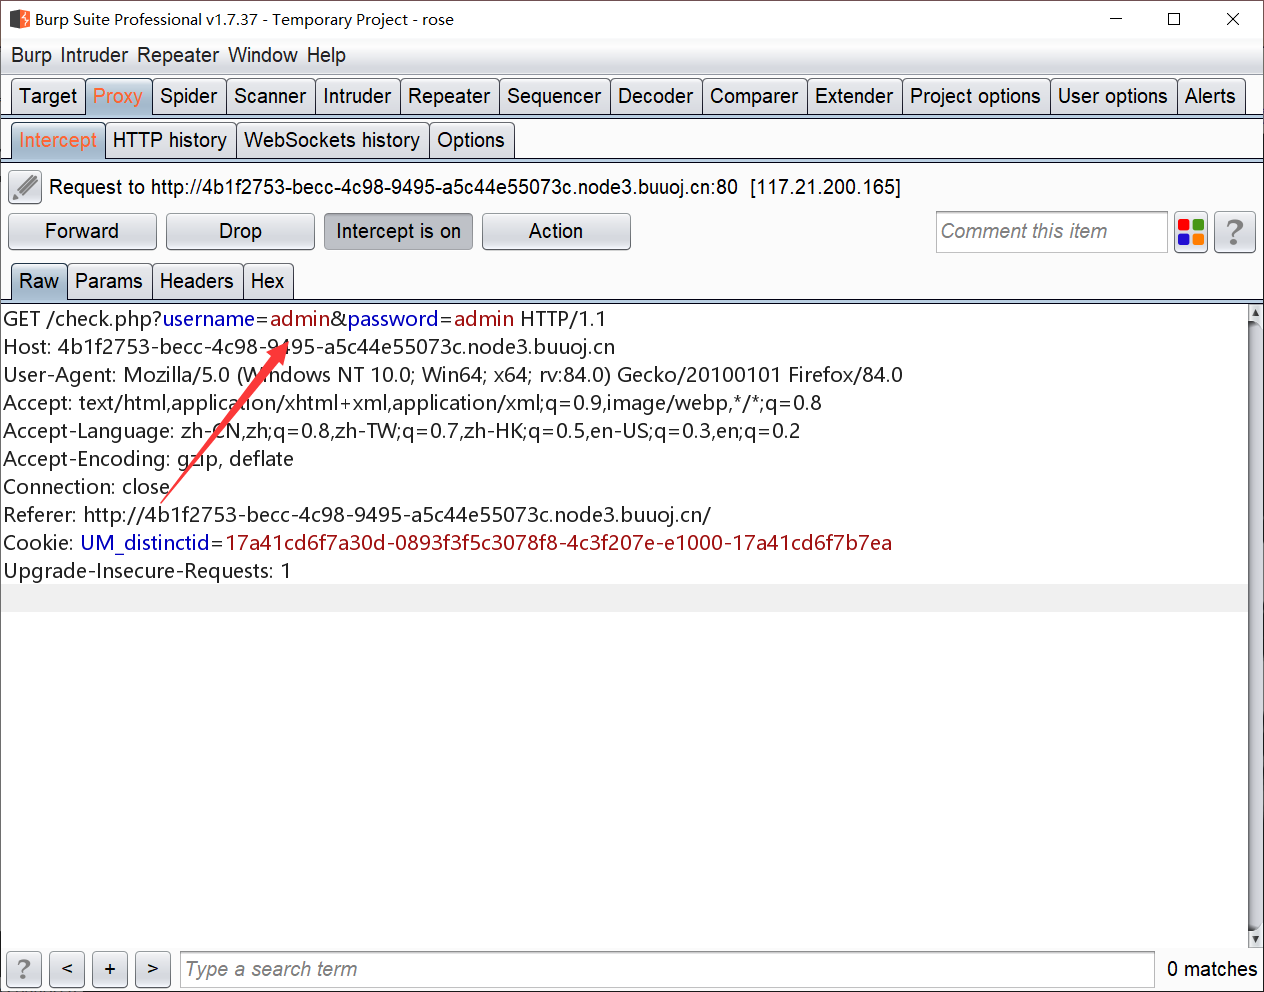 Burp Suite Professional v1.7.37 - Temporary Project - rose
Burp Intruder Repeater Window Help
Target Proxy Spider Scanner Intruder Repeater Sequencer Decoder Comparer Extender Project options User options Alerts
Intercept HTTP history WebSockets history Options
Request to http://4b1f2753-becc-4c98-9495-a5c44e55073c.node3.buuoj.cn:80 [117.21.200.165]
Forward Drop Intercept is on Action Comment this item ?
Raw Params Headers Hex
GET /check.php?username=admin&password=admin HTTP/1.1
Host: 4b1f2753-becc-4c98-9495-a5c44e55073c.node3.buuoj.cn
User-Agent: Mozilla/5.0 (Windows NT 10.0; Win64; x64; rv:84.0) Gecko/20100101 Firefox/84.0
Accept: text/html,application/xhtml+xml,application/xml;q=0.9,image/webp,*/*;q=0.8
Accept-Language: zh-CN,zh;q=0.8,zh-TW;q=0.7,zh-HK;q=0.5,en-US;q=0.3,en;q=0.2
Accept-Encoding: gzip, deflate
Connection: close
Referer: http://4b1f2753-becc-4c98-9495-a5c44e55073c.node3.buuoj.cn/
Cookie: UM_distinctid=17a41cd6f7a30d-0893f3f5c3078f8-4c3f207e-e1000-17a41cd6f7b7ea
Upgrade-Insecure-Requests: 1
? < + > Type a search term 0 matches